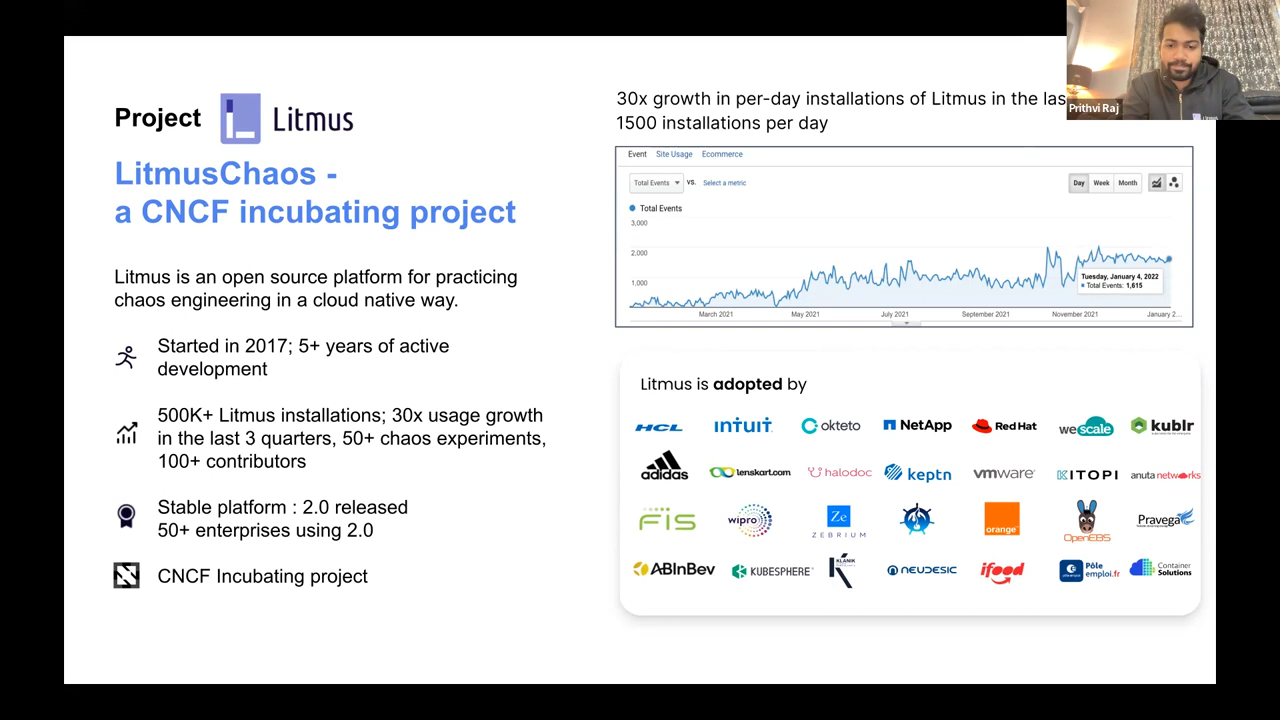 Project Litmus
LitmusChaos -
a CNCF incubating project
Litmus is an open source platform for practicing
chaos engineering in a cloud native way.
Started in 2017; 5+ years of active
development
500K+ Litmus installations; 30x usage growth
in the last 3 quarters, 50+ chaos experiments,
100+ contributors
Stable platform : 2.0 released
50+ enterprises using 2.0
CNCF Incubating project
30x growth in per-day installations of Litmus in the las
1500 installations per day
Prithvi Raj
Event Site Usage Ecommerce
Total Events VS. Select a metric
Day Week Month
Total Events
3,000
2,000
1,000
Tuesday, January 4, 2022
Total Events: 1,615
March 2021 May 2021 July 2021 September 2021 November 2021 January 2...
Litmus is adopted by
HCL INTUIT okteto NetApp Red Hat wescale kublr
adidas lenskart.com halodoc keptn vmware KITOPI anuta networks
FIS wipro Ze ZEBRIUM orange OpenEBS Pravega
ABInBev KUBESPHERE KLANIK NEUDESIC ifood Pôle emploi.fr Container Solutions